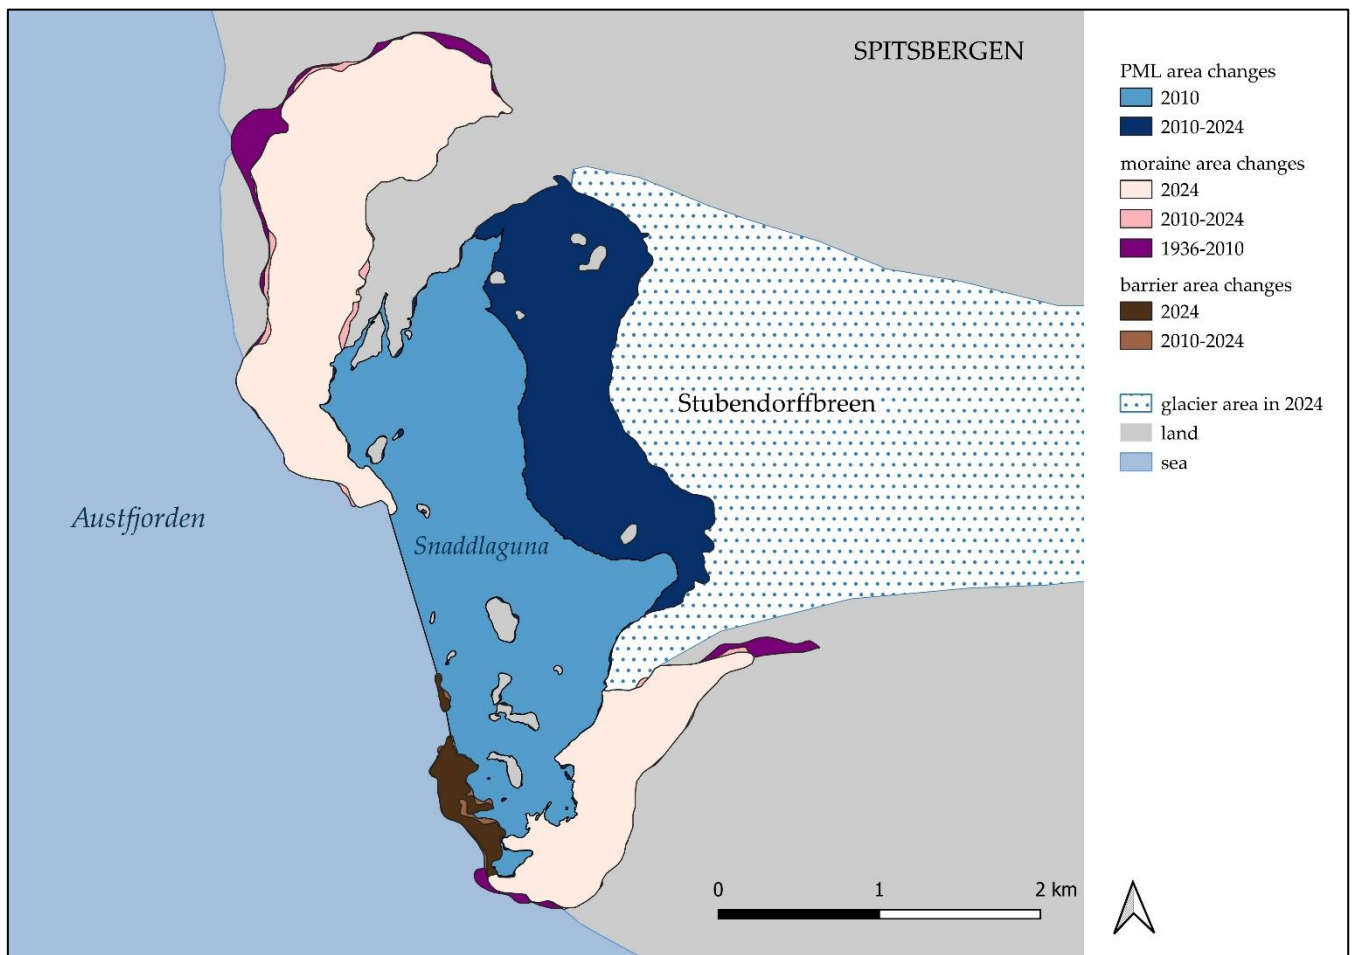 SPITSBERGEN
Stubendorffbreen
Austfjorden
Snaddlaguna
0 1 2 km
PML area changes
2010
2010-2024
moraine area changes
2024
2010-2024
1936-2010
barrier area changes
2024
2010-2024
glacier area in 2024
land
sea